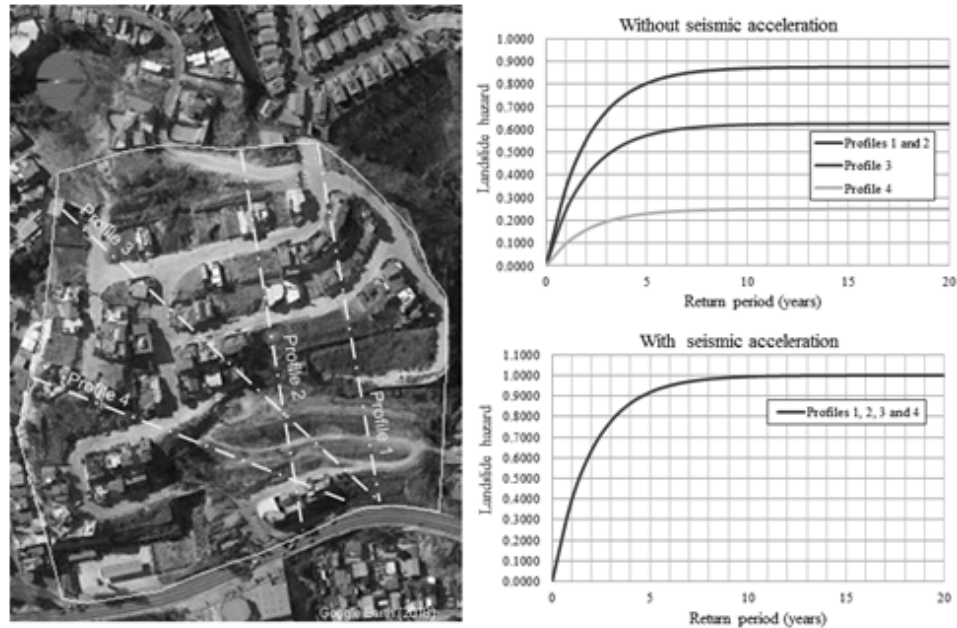 Profile 3
Profile 4
Profile 2
Profile 1
Google Earth (2018)
Without seismic acceleration
Landslide hazard
1.0000
0.9000
0.8000
0.7000
0.6000
0.5000
0.4000
0.3000
0.2000
0.1000
0.0000
Profiles 1 and 2
Profile 3
Profile 4
0 5 10 15 20
Return period (years)
With seismic acceleration
Landslide hazard
1.1000
1.0000
0.9000
0.8000
0.7000
0.6000
0.5000
0.4000
0.3000
0.2000
0.1000
0.0000
Profiles 1, 2, 3 and 4
0 5 10 15 20
Return period (years)